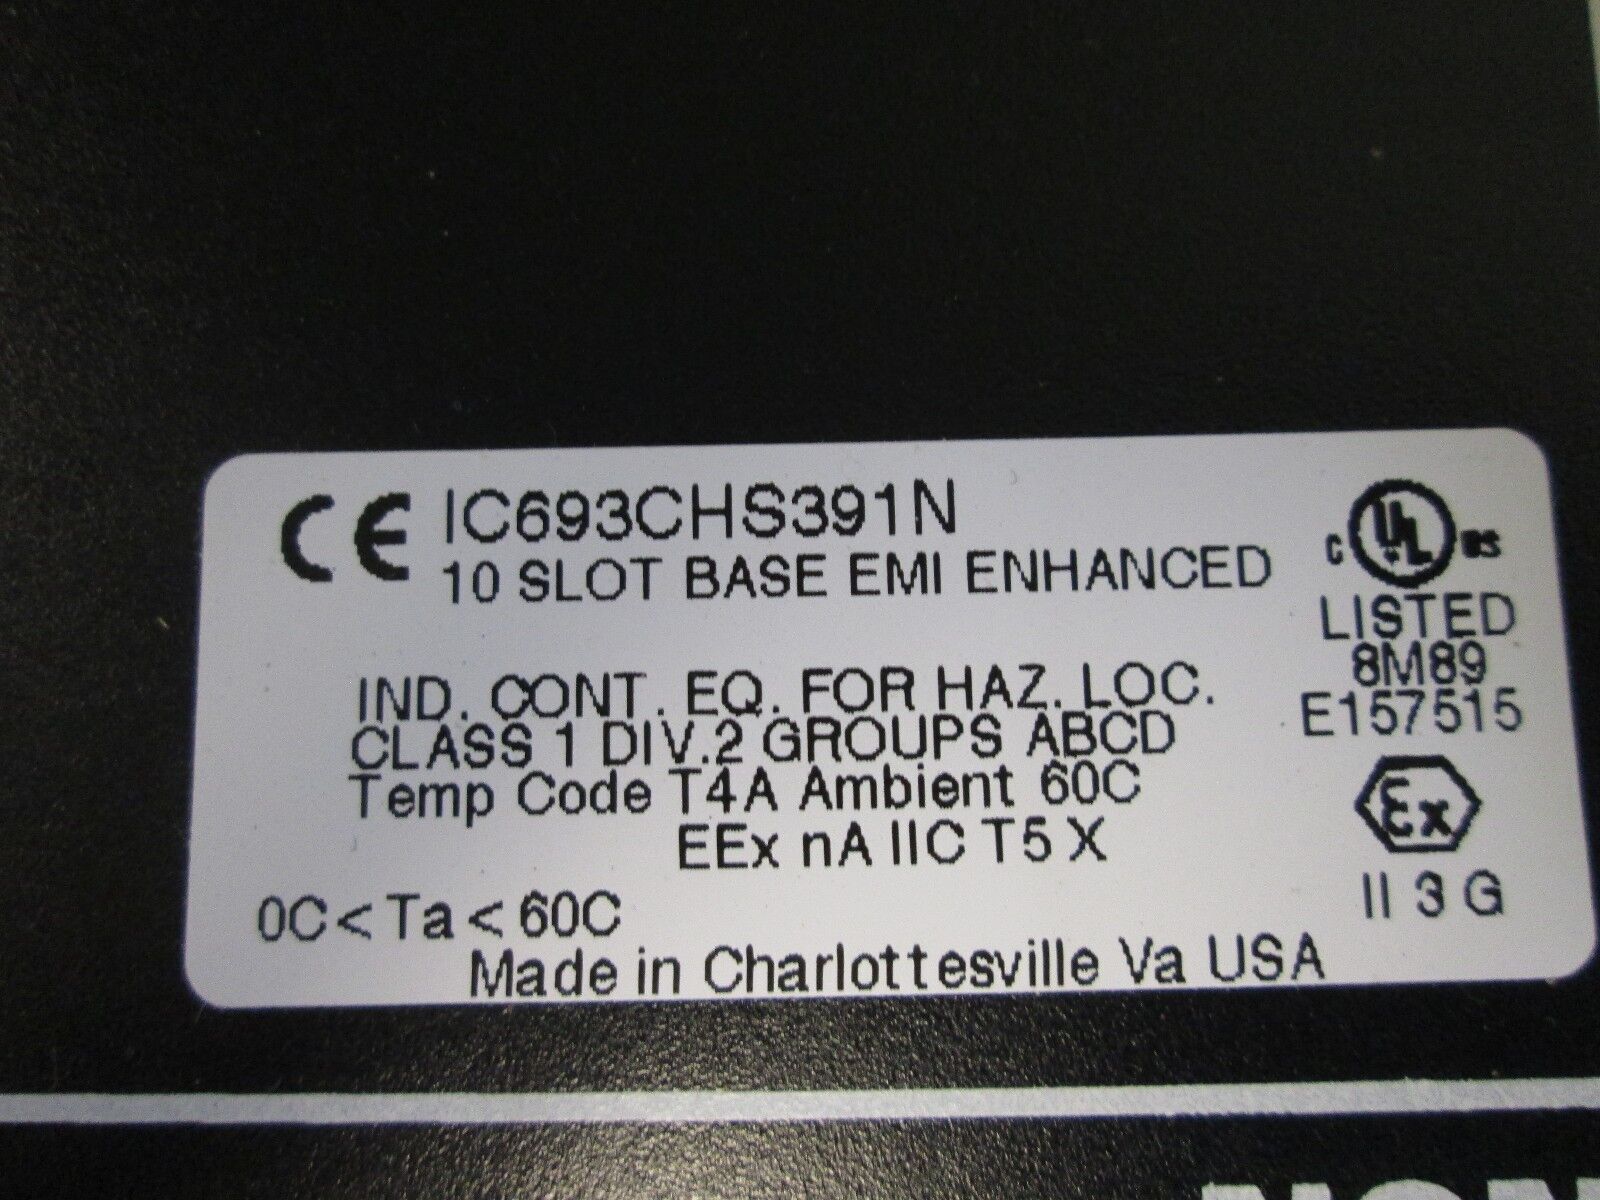 CE IC693CHS391N
10 SLOT BASE EMI ENHANCED
C UL US
LISTED
8M89
E157515
IND. CONT. EQ. FOR HAZ. LOC.
CLASS 1 DIV.2 GROUPS ABCD
Temp Code T4A Ambient 60C
EEx nA IIC T5 X
Ex
II 3 G
0C < Ta < 60C
Made in Charlottesville Va USA